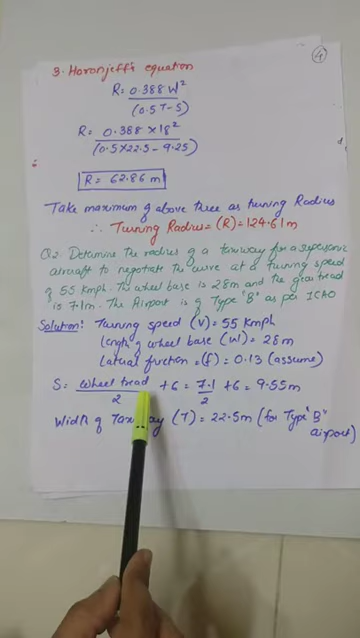 4
3. Horonjeff's equation
R = 0.388 W²
(0.5T - S)
R = 0.388 × 18²
(0.5×22.5 - 9.25)
R = 62.86 m
Take maximum of above three as turning Radius
∴ Turning Radius = (R) = 124.61 m
Q2. Determine the radius of a taxiway for a supersonic
aircraft to negotiate the curve at a turning speed
of 55 Kmph. The wheel base is 28m and the gear tread
is 7.1m. The Airport is of Type 'B' as per ICAO
Solution: Turning speed (V) = 55 Kmph
length of wheel base (W) = 28m
Lateral friction = (f) = 0.13 (assume)
S = wheel tread + 6 = 7.1 + 6 = 9.55 m
2 2
Width of Taxiway (T) = 22.5m (for Type "B"
airport)